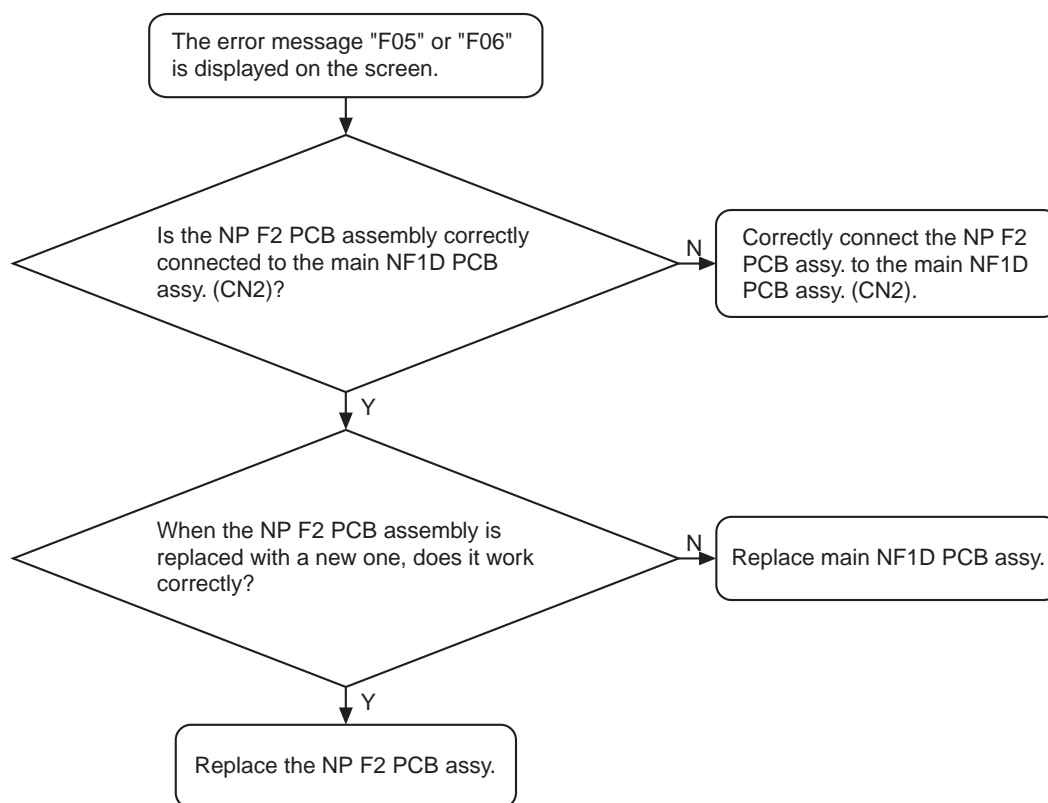 The error message "F05" or "F06"
is displayed on the screen.
Is the NP F2 PCB assembly correctly
connected to the main NF1D PCB
assy. (CN2)?
N
Correctly connect the NP F2
PCB assy. to the main NF1D
PCB assy. (CN2).
Y
When the NP F2 PCB assembly is
replaced with a new one, does it work
correctly?
N
Replace main NF1D PCB assy.
Y
Replace the NP F2 PCB assy.